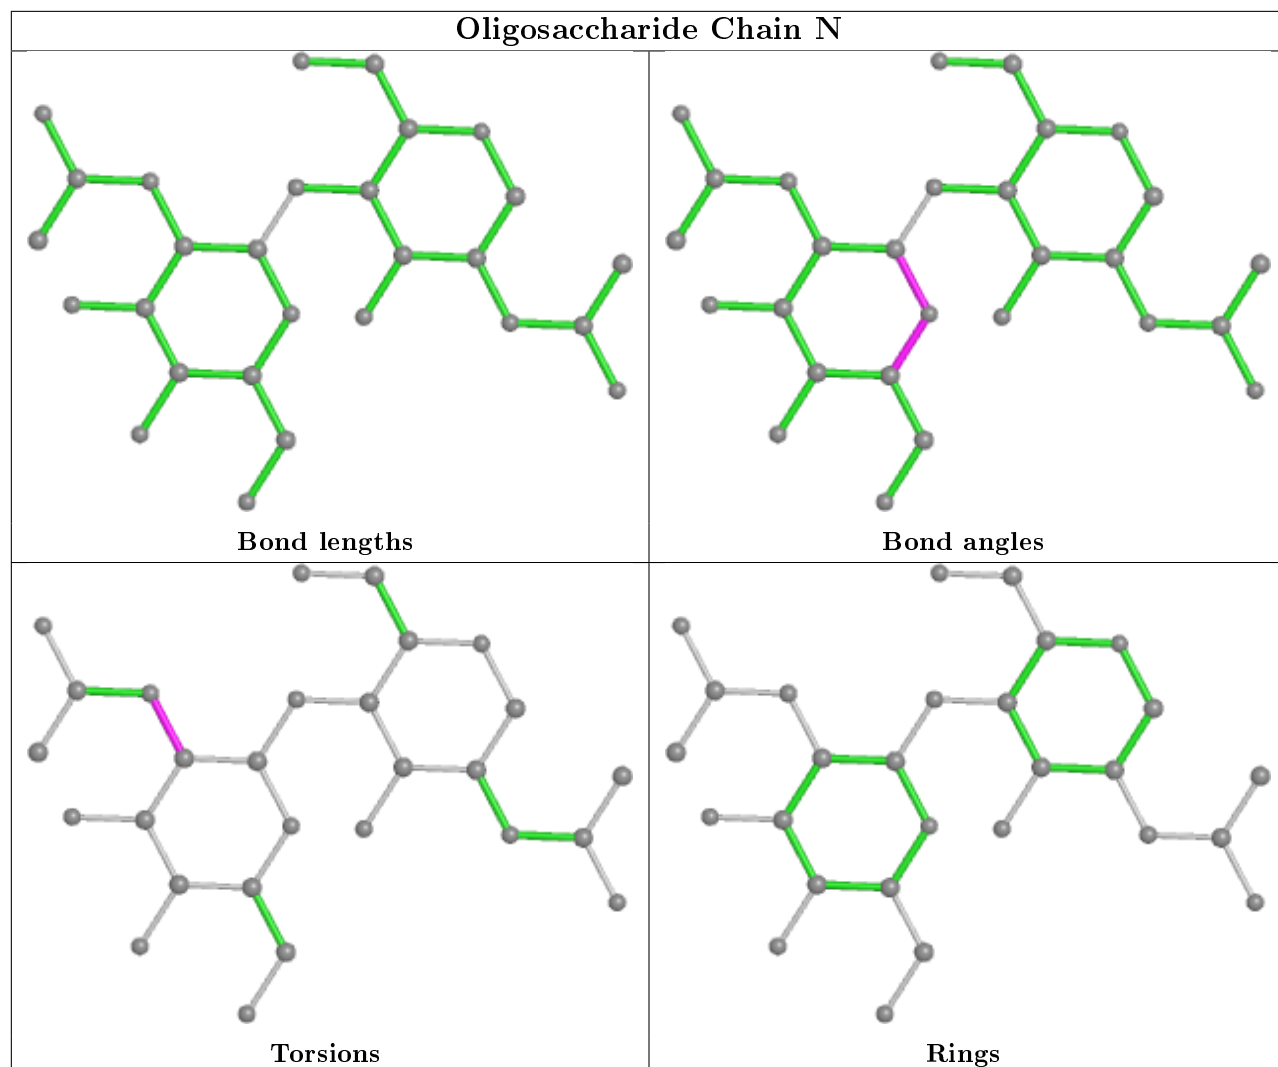 Oligosaccharide Chain N
Bond lengths
Bond angles
Torsions
Rings